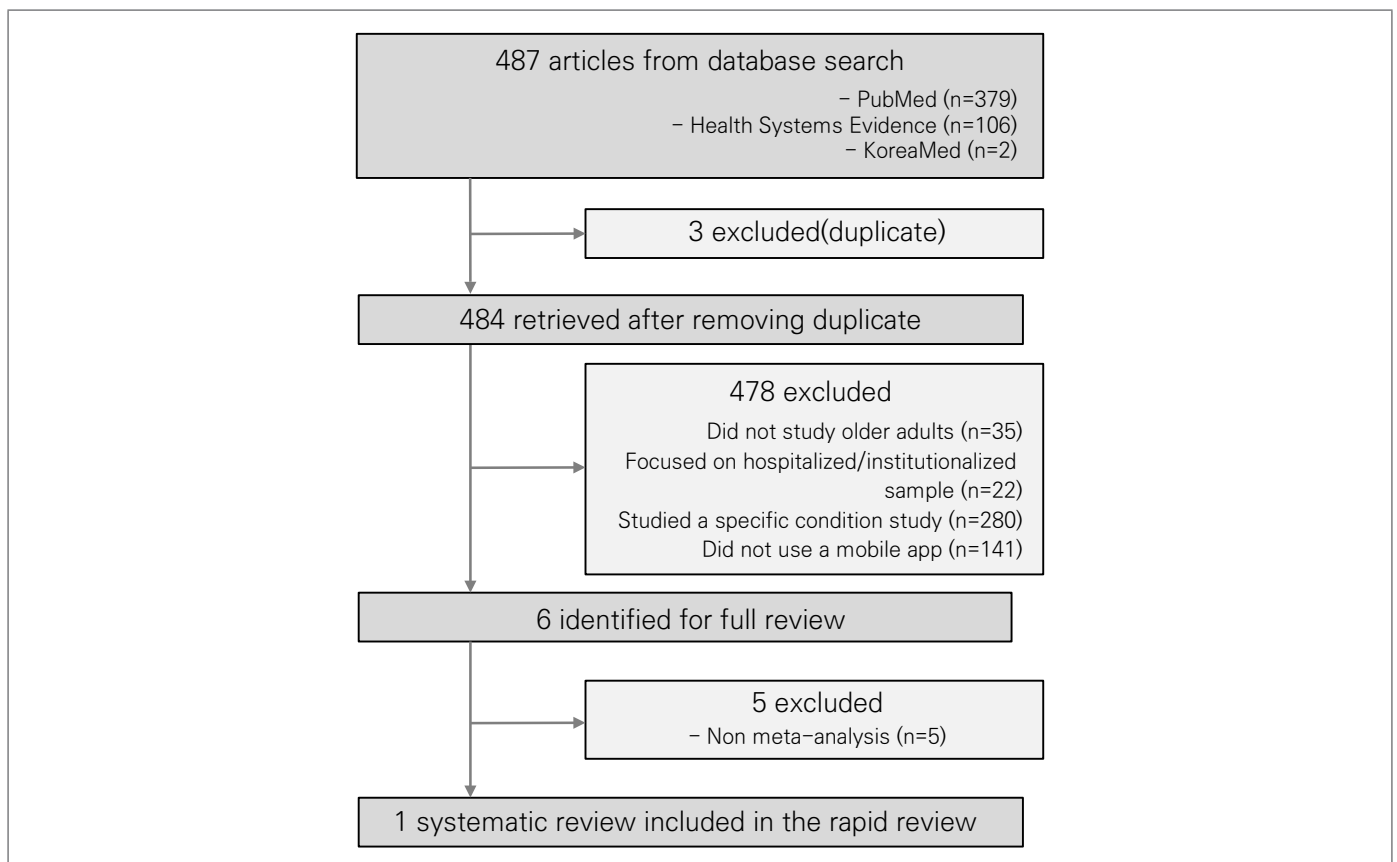 487 articles from database search
– PubMed (n=379)
– Health Systems Evidence (n=106)
– KoreaMed (n=2)
3 excluded(duplicate)
484 retrieved after removing duplicate
478 excluded
Did not study older adults (n=35)
Focused on hospitalized/institutionalized
sample (n=22)
Studied a specific condition study (n=280)
Did not use a mobile app (n=141)
6 identified for full review
5 excluded
– Non meta-analysis (n=5)
1 systematic review included in the rapid review